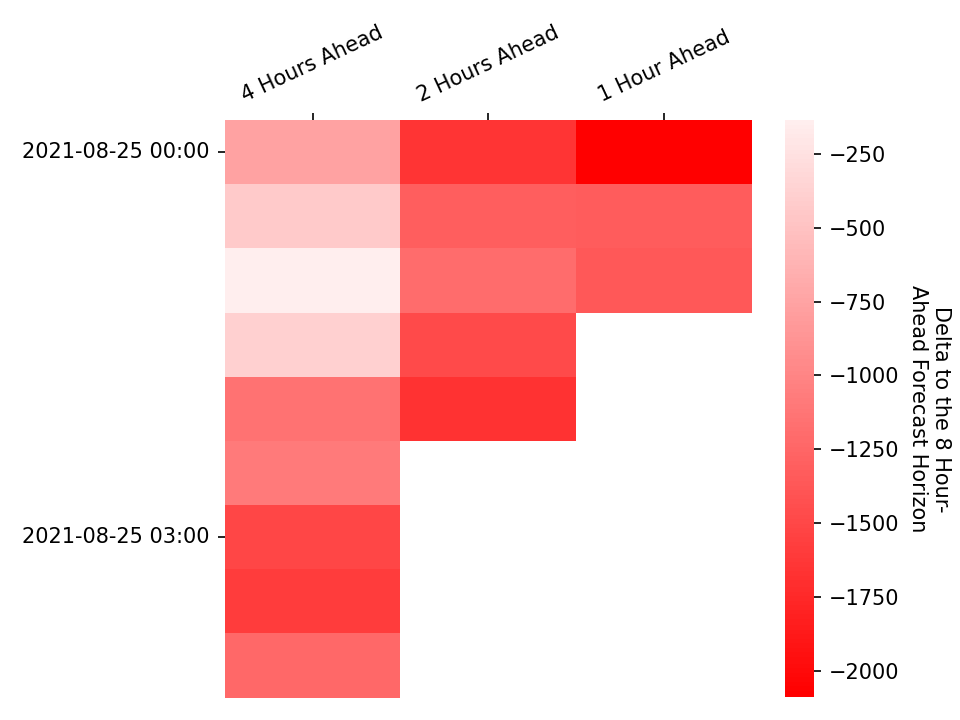 4 Hours Ahead
2 Hours Ahead
1 Hour Ahead
2021-08-25 00:00
2021-08-25 03:00
−250
−500
−750
−1000
−1250
−1500
−1750
−2000
Delta to the 8 Hour-
Ahead Forecast Horizon